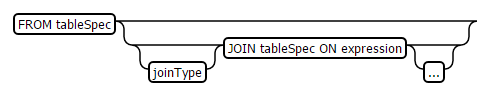 FROM tableSpec
JOIN tableSpec ON expression
joinType
...